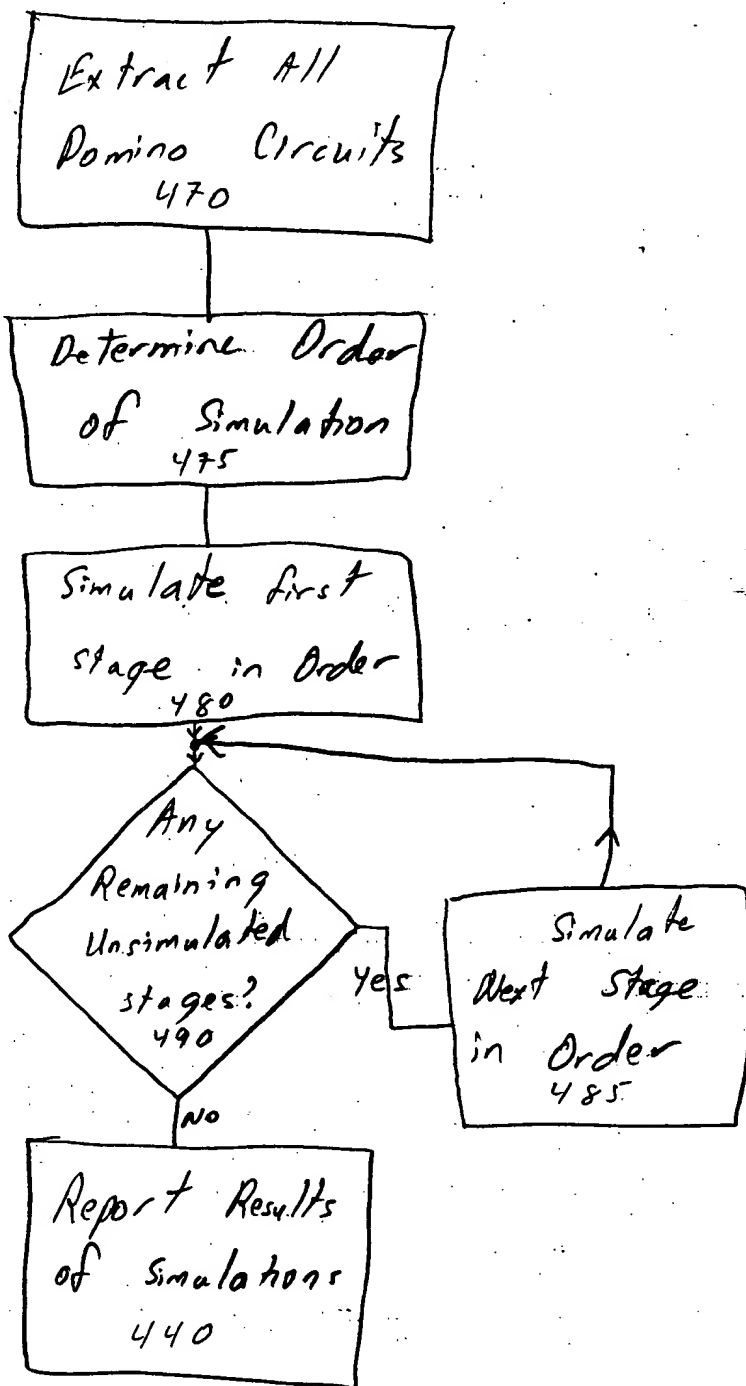 Extract All
Domino Circuits
470
Determine Order
of Simulation
475
Simulate first
stage in Order
480
Any
Remaining
Unsimulated
stages?
490
Yes
Simulate
Next Stage
in Order
485
NO
Report Results
of Simulations
440